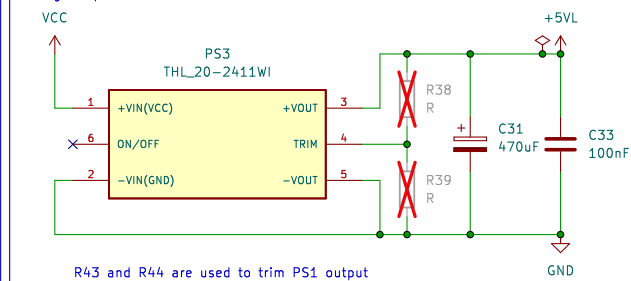 VCC
+5VL
PS3
THL_20-2411WI
1 +VIN(VCC) +VOUT 3
6 ON/OFF TRIM 4
2 -VIN(GND) -VOUT 5
R38
R
R39
R
+
C31
470uF
C33
100nF
GND
R43 and R44 are used to trim PS1 output